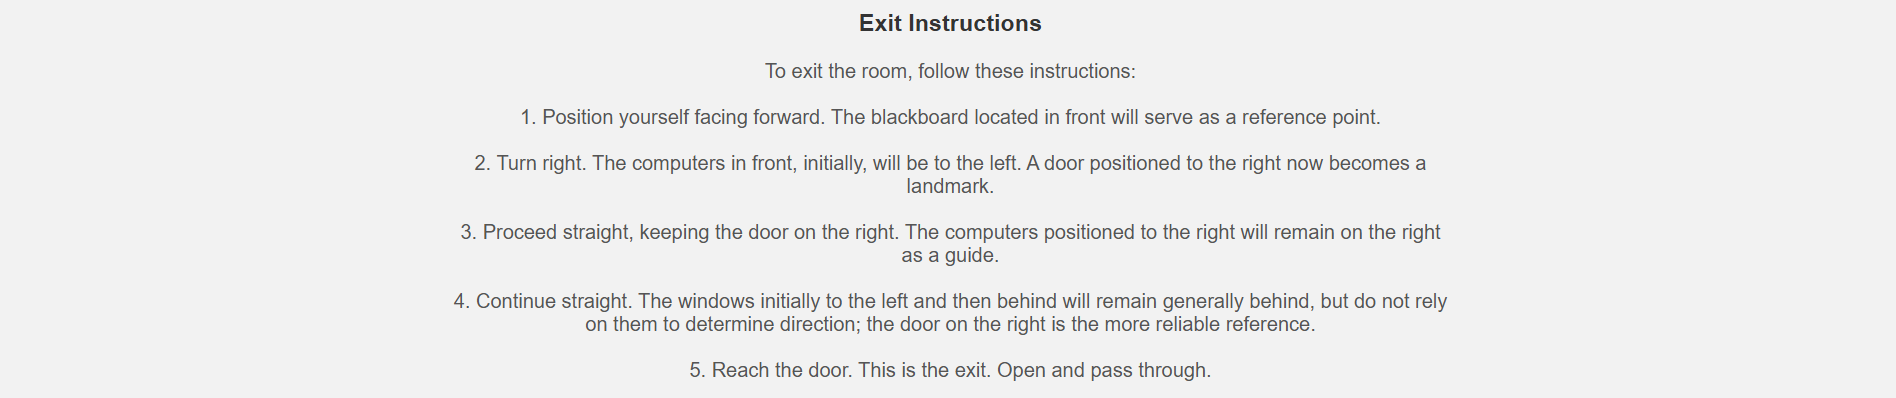 Exit Instructions
To exit the room, follow these instructions:
1. Position yourself facing forward. The blackboard located in front will serve as a reference point.
2. Turn right. The computers in front, initially, will be to the left. A door positioned to the right now becomes a
landmark.
3. Proceed straight, keeping the door on the right. The computers positioned to the right will remain on the right
as a guide.
4. Continue straight. The windows initially to the left and then behind will remain generally behind, but do not rely
on them to determine direction; the door on the right is the more reliable reference.
5. Reach the door. This is the exit. Open and pass through.